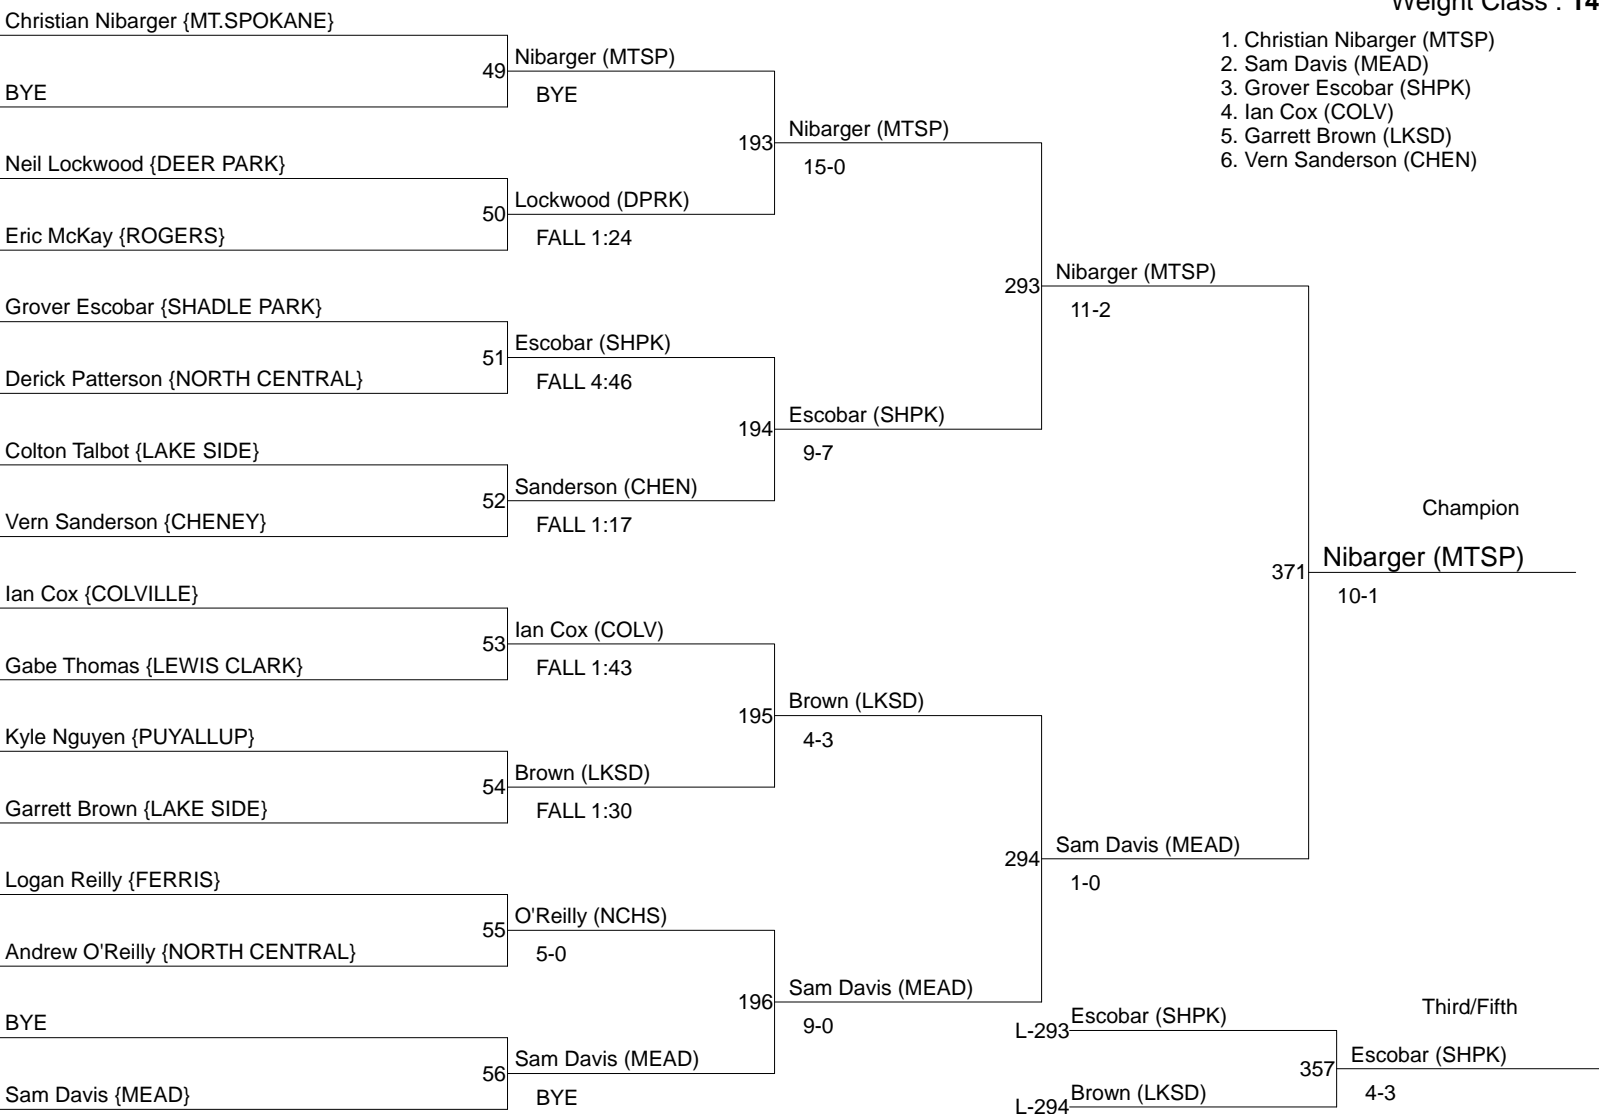 Weight Class : 14
Christian Nibarger {MT.SPOKANE}
BYE
49
Nibarger (MTSP)
BYE
Neil Lockwood {DEER PARK}
Eric McKay {ROGERS}
50
Lockwood (DPRK)
FALL 1:24
193
Nibarger (MTSP)
15-0
Grover Escobar {SHADLE PARK}
Derick Patterson {NORTH CENTRAL}
51
Escobar (SHPK)
FALL 4:46
Colton Talbot {LAKE SIDE}
Vern Sanderson {CHENEY}
52
Sanderson (CHEN)
FALL 1:17
194
Escobar (SHPK)
9-7
293
Nibarger (MTSP)
11-2
Ian Cox {COLVILLE}
Gabe Thomas {LEWIS CLARK}
53
Ian Cox (COLV)
FALL 1:43
Kyle Nguyen {PUYALLUP}
Garrett Brown {LAKE SIDE}
54
Brown (LKSD)
FALL 1:30
195
Brown (LKSD)
4-3
Logan Reilly {FERRIS}
Andrew O'Reilly {NORTH CENTRAL}
55
O'Reilly (NCHS)
5-0
BYE
Sam Davis {MEAD}
56
Sam Davis (MEAD)
BYE
196
Sam Davis (MEAD)
9-0
294
Sam Davis (MEAD)
1-0
Champion
371
Nibarger (MTSP)
10-1
1. Christian Nibarger (MTSP)
2. Sam Davis (MEAD)
3. Grover Escobar (SHPK)
4. Ian Cox (COLV)
5. Garrett Brown (LKSD)
6. Vern Sanderson (CHEN)
Third/Fifth
L-293
Escobar (SHPK)
L-294
Brown (LKSD)
357
Escobar (SHPK)
4-3